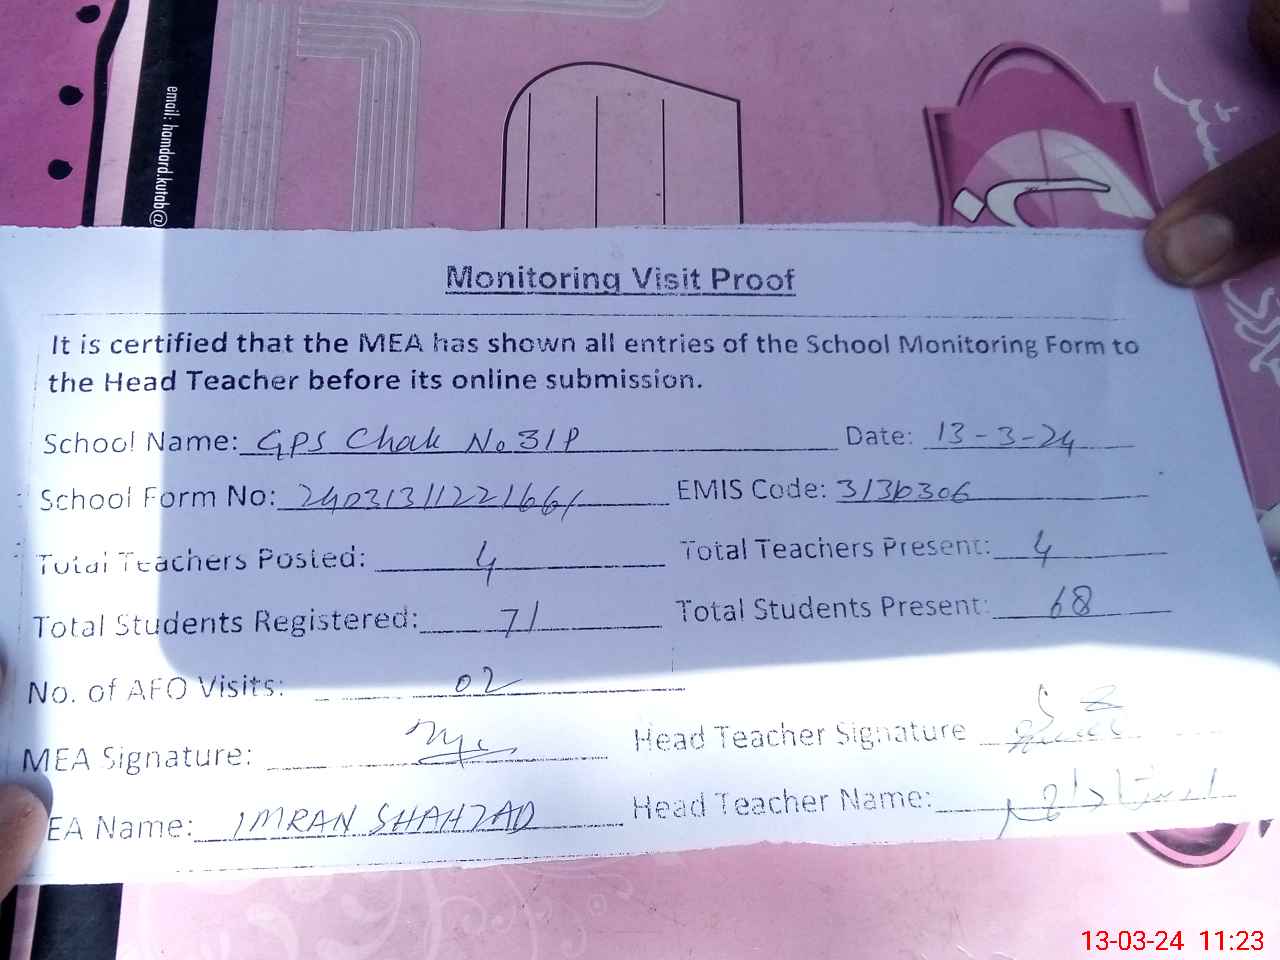 email: hamdard.kutab@
Monitoring Visit Proof
It is certified that the MEA has shown all entries of the School Monitoring Form to
the Head Teacher before its online submission.
School Name: GPS Chak No 31P Date: 13-3-24
School Form No: EMIS Code: 3130306
Total Teachers Posted: 4 Total Teachers Present: 4
Total Students Registered: 71 Total Students Present: 68
No. of AEO Visits: 02
MEA Signature: Head Teacher Signature
EA Name: IMRAN SHAHZAD Head Teacher Name:
13-03-24 11:23